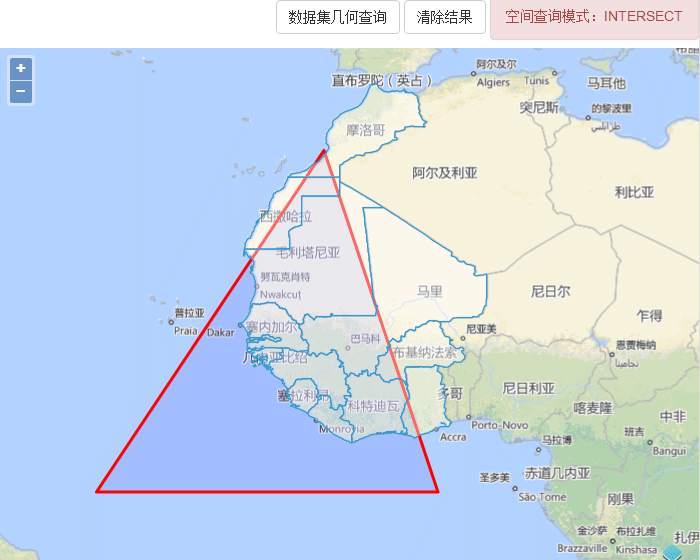 数据集几何查询
清除结果
空间查询模式：INTERSECT
希腊
+
−
直布罗陀（英占）
阿尔及尔
Algiers
突尼斯
Tunis
马耳他
突尼斯
的黎波里
طرابلس
摩洛哥
阿尔及利亚
利比亚
西撒哈拉
毛利塔尼亚
努瓦克肖特
Nwakcuṭ
马里
尼日尔
乍得
普拉亚
Praia
Dakar
塞内加尔
巴马科
尼亚美
恩贾梅纳
布基纳法索
几内亚比绍
塞拉利昂
科特迪瓦
多哥
尼日利亚
喀麦隆
中非
Monrovia
Accra
Porto-Novo
马拉博
班吉
Bangui
圣多美
São Tomé
赤道几内亚
刚果
金沙萨
布拉扎维
Brazzaville
Kinshasa
扎伊